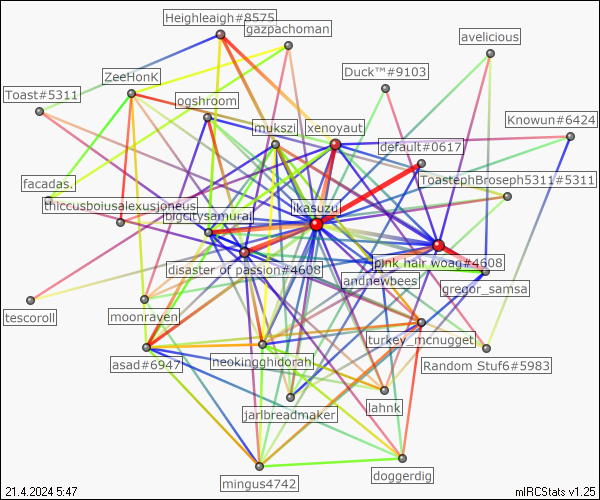 Heighleagh#8575
gazpachoman
avelicious
Duck™#9103
ZeeHonK
Toast#5311
ogshroom
Knowun#6424
mukszi
xenoyaut
default#0617
ToastephBroseph5311#5311
facadas.
thiccusboiusalexusjoneus
bigcitysamurai
ikasuzu
disaster of passion#4608
pink hair woag#4608
andnewbees
gregor_samsa
tescoroll
moonraven
turkey_mcnugget
asad#6947
neokingghidorah
Random Stuf6#5983
jarlbreadmaker
lahnk
mingus4742
doggerdig
21.4.2024 5:47
mIRCStats v1.25